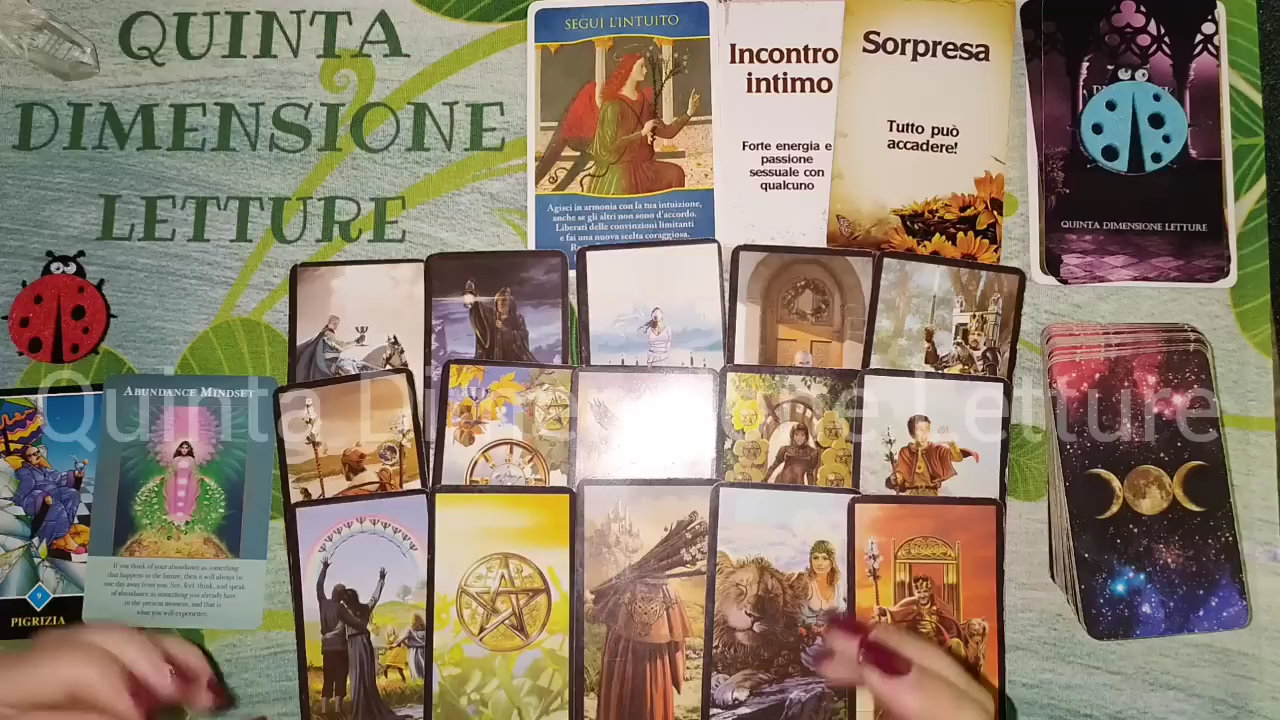 QUINTA
DIMENSIONE
LETTURE
SEGUI L'INTUITO
Agisci in armonia con la tua intuizione,
anche se gli altri non sono d'accordo.
Liberati delle convinzioni limitanti
e fai una nuova scelta coraggiosa.
Incontro
intimo
Forte energia e
passione
sessuale con
qualcuno
Sorpresa
Tutto può
accadere!
QUINTA DIMENSIONE LETTURE
Quinta Dimensione Letture
ABUNDANCE MINDSET
If you think of your abundance as something
that happens in the future, then it will always be
one day away from you. See, feel, think, and speak
of abundance as something you already have
in the present moment, and that is
what you will experience.
9
PIGRIZIA